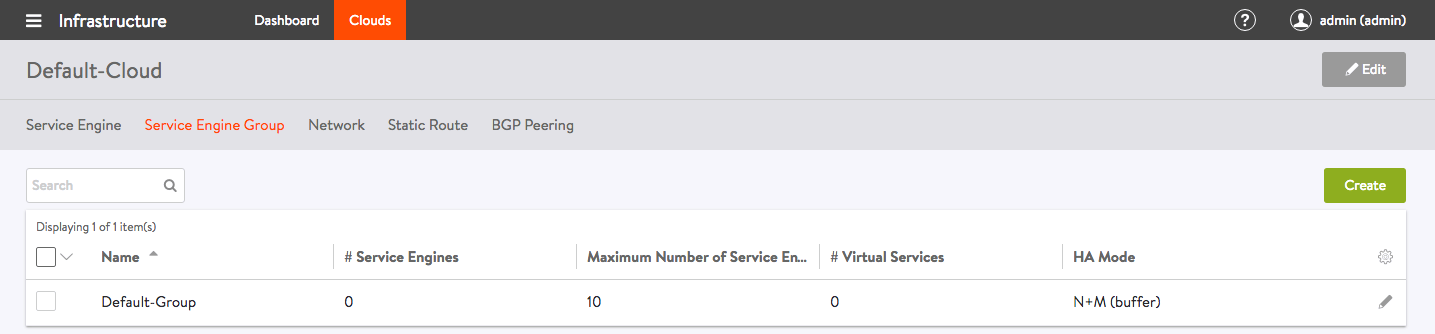 Infrastructure Dashboard Clouds ? admin (admin)
Default-Cloud Edit
Service Engine Service Engine Group Network Static Route BGP Peering
Search Create
Displaying 1 of 1 item(s)
Name # Service Engines Maximum Number of Service En... # Virtual Services HA Mode
Default-Group 0 10 0 N+M (buffer)